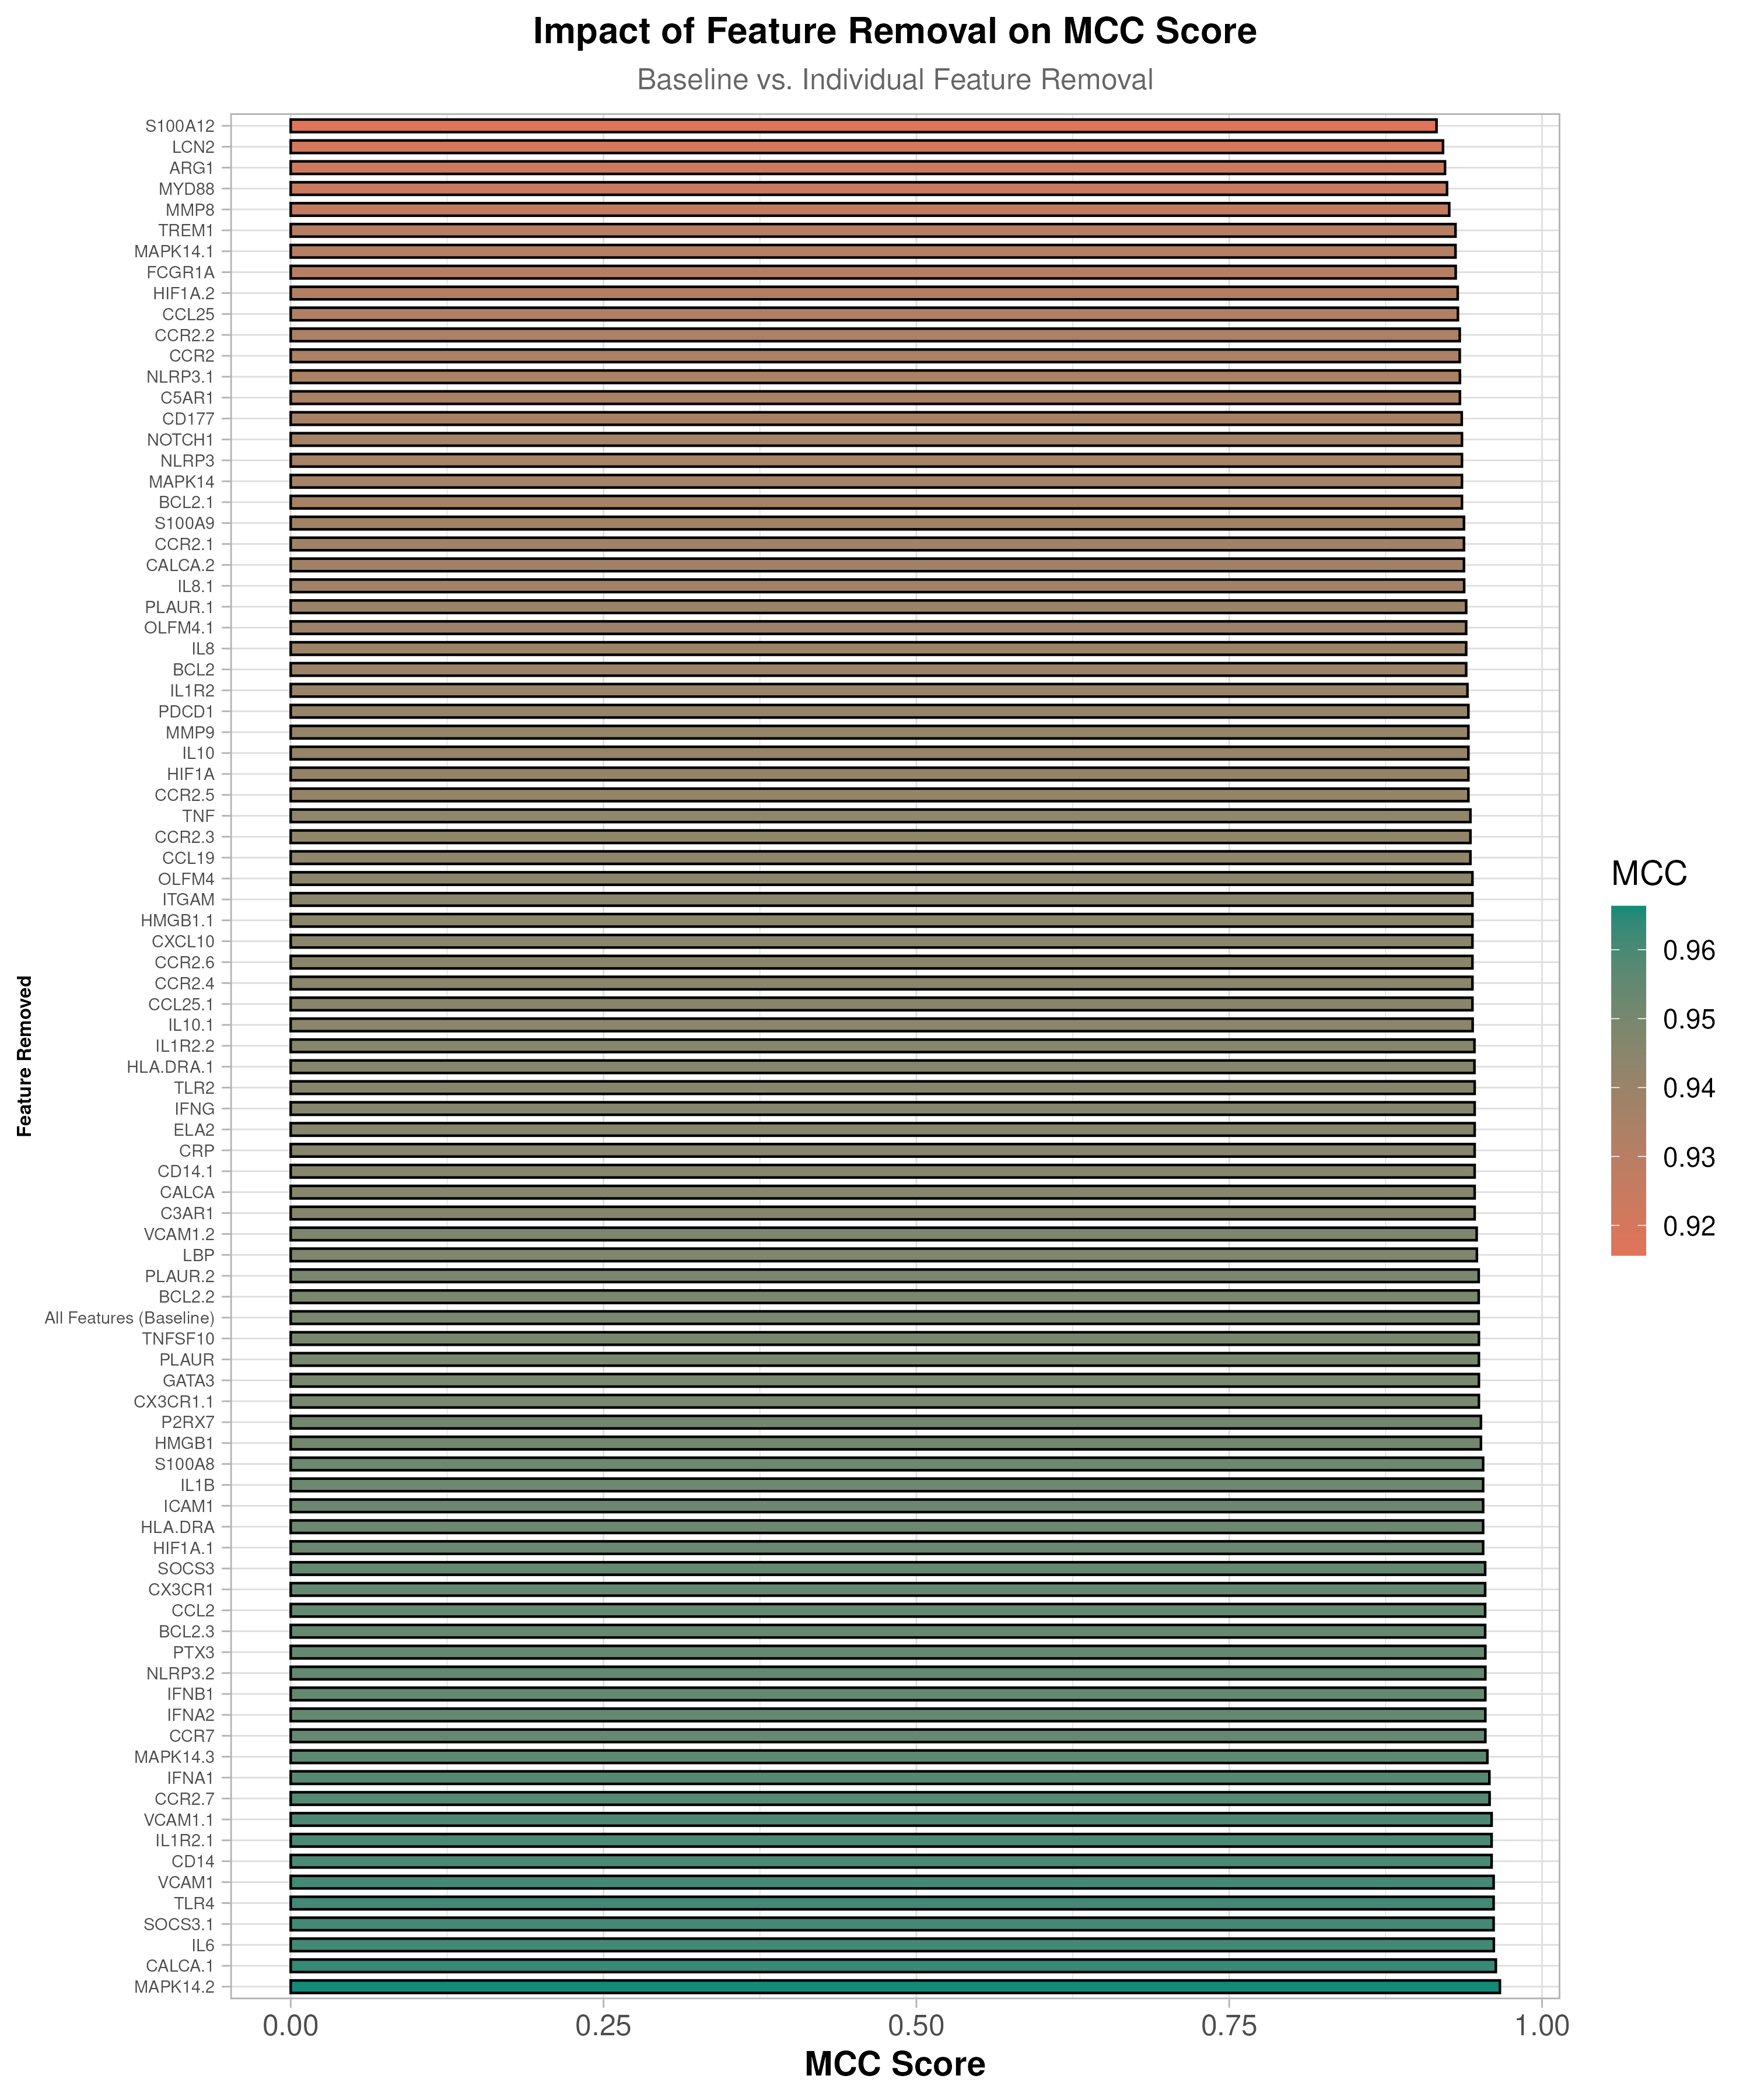 Impact of Feature Removal on MCC Score
Baseline vs. Individual Feature Removal
S100A12
LCN2
ARG1
MYD88
MMP8
TREM1
MAPK14.1
FCGR1A
HIF1A.2
CCL25
CCR2.2
CCR2
NLRP3.1
C5AR1
CD177
NOTCH1
NLRP3
MAPK14
BCL2.1
S100A9
CCR2.1
CALCA.2
IL8.1
PLAUR.1
OLFM4.1
IL8
BCL2
IL1R2
PDCD1
MMP9
IL10
HIF1A
CCR2.5
TNF
CCR2.3
CCL19
OLFM4
ITGAM
HMGB1.1
CXCL10
CCR2.6
CCR2.4
CCL25.1
IL10.1
IL1R2.2
HLA.DRA.1
TLR2
IFNG
ELA2
CRP
CD14.1
CALCA
C3AR1
VCAM1.2
LBP
PLAUR.2
BCL2.2
All Features (Baseline)
TNFSF10
PLAUR
GATA3
CX3CR1.1
P2RX7
HMGB1
S100A8
IL1B
ICAM1
HLA.DRA
HIF1A.1
SOCS3
CX3CR1
CCL2
BCL2.3
PTX3
NLRP3.2
IFNB1
IFNA2
CCR7
MAPK14.3
IFNA1
CCR2.7
VCAM1.1
IL1R2.1
CD14
VCAM1
TLR4
SOCS3.1
IL6
CALCA.1
MAPK14.2
Feature Removed
0.00
0.25
0.50
0.75
1.00
MCC Score
MCC
0.96
0.95
0.94
0.93
0.92